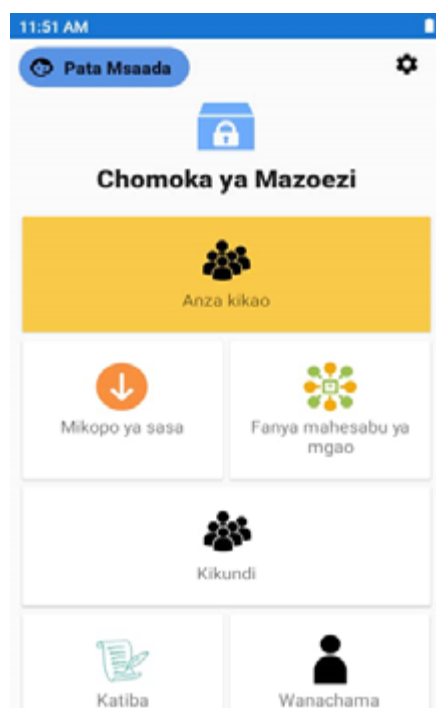 11:51 AM
Pata Msaada
Chomoka ya Mazoezi
Anza kikao
Mikopo ya sasa
Fanya mahesabu ya
mgao
Kikundi
Katiba
Wanachama